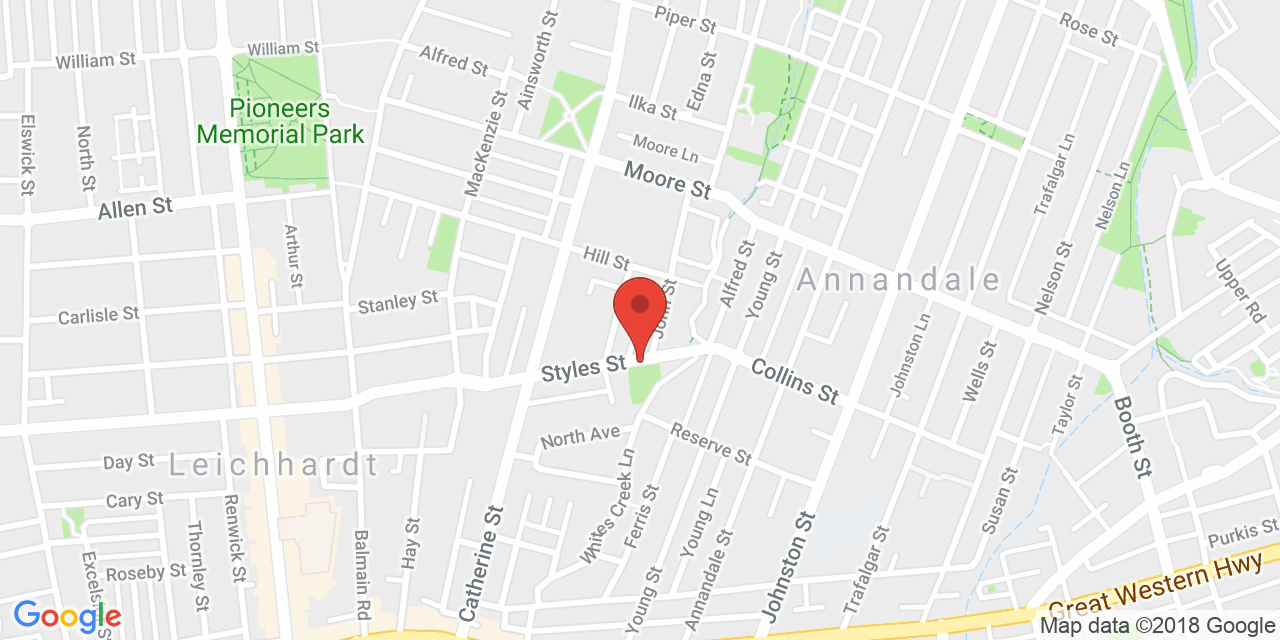 Piper St
Rose St
William St
William St
Alfred St
Ainsworth St
Edna St
Ilka St
Pioneers
Memorial Park
MacKenzie St
Elswick St
North St
Moore Ln
Moore St
Trafalgar Ln
Nelson Ln
Allen St
Arthur St
Hill St
Alfred St
Young St
Annandale
Nelson St
Upper Rd
Carlisle St
Stanley St
John St
Johnston Ln
Wells St
Styles St
Collins St
Taylor St
Booth St
North Ave
Reserve St
Day St
Leichhardt
Cary St
Renwick St
Thornley St
Balmain Rd
Hay St
Catherine St
Whites Creek Ln
Ferris St
Young Ln
Annandale St
Young St
Johnston St
Trafalgar St
Susan St
Purkis St
Roseby St
Excels
Great Western Hwy
Google
Map data ©2018 Google